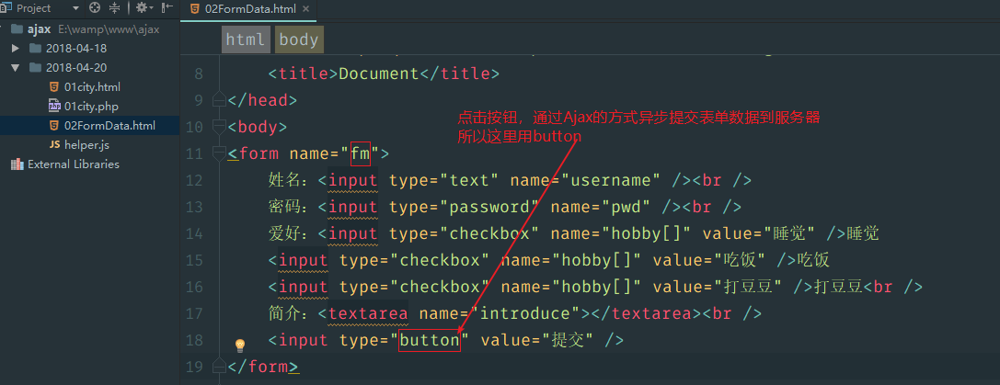 Project
02FormData.html
ajax E:\wamp\www\ajax
2018-04-18
2018-04-20
01city.html
01city.php
02FormData.html
helper.js
External Libraries
html body
8 <title>Document</title>
9 </head>
10 <body>
点击按钮，通过Ajax的方式异步提交表单数据到服务器
所以这里用button
11 <form name="fm">
12 姓名：<input type="text" name="username" /><br />
13 密码：<input type="password" name="pwd" /><br />
14 爱好：<input type="checkbox" name="hobby[]" value="睡觉" />睡觉
15 <input type="checkbox" name="hobby[]" value="吃饭" />吃饭
16 <input type="checkbox" name="hobby[]" value="打豆豆" />打豆豆<br />
17 简介：<textarea name="introduce"></textarea><br />
18 <input type="button" value="提交" />
19 </form>